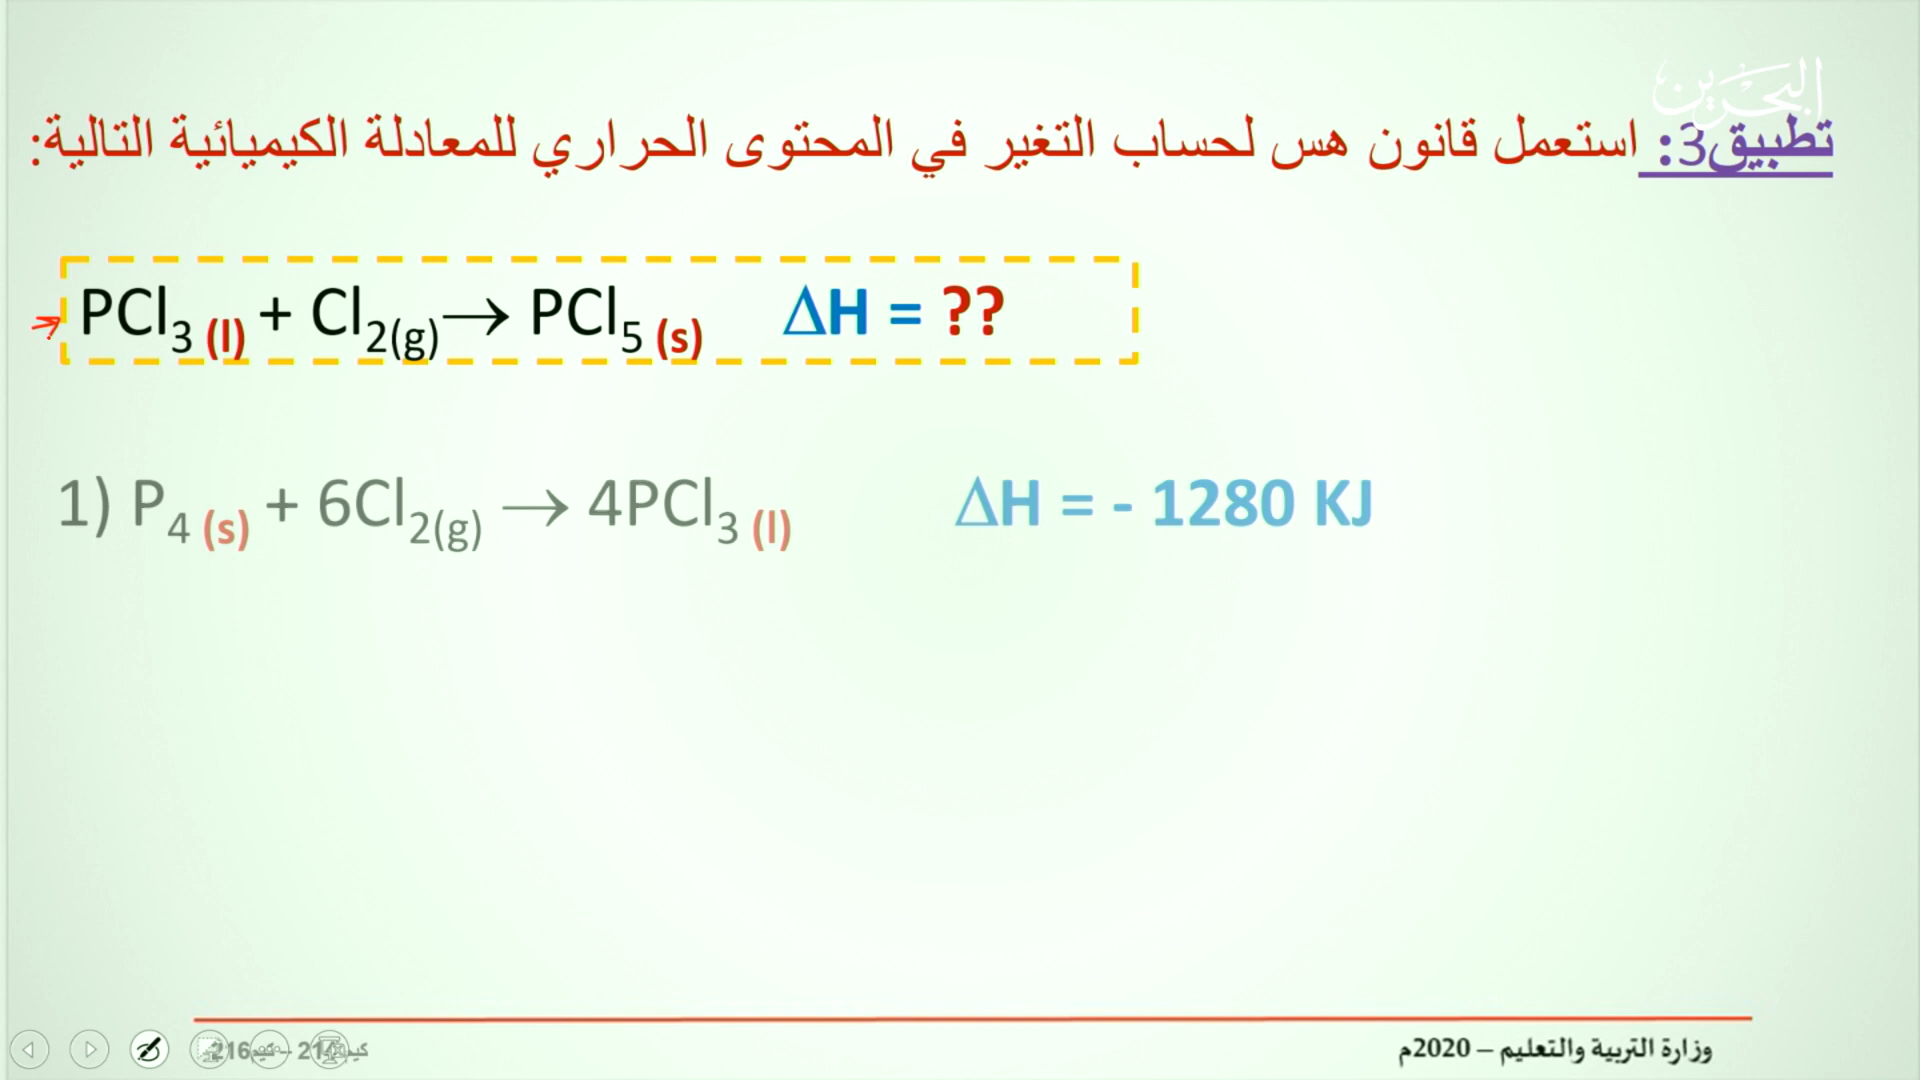 البحرين
تطبيق3: استعمل قانون هس لحساب التغير في المحتوى الحراري للمعادلة الكيميائية التالية:
PCl₃ (l) + Cl₂(g) → PCl₅ (s) ΔH = ??
1) P₄ (s) + 6Cl₂(g) → 4PCl₃ (l) ΔH = - 1280 KJ
وزارة التربية والتعليم – 2020م